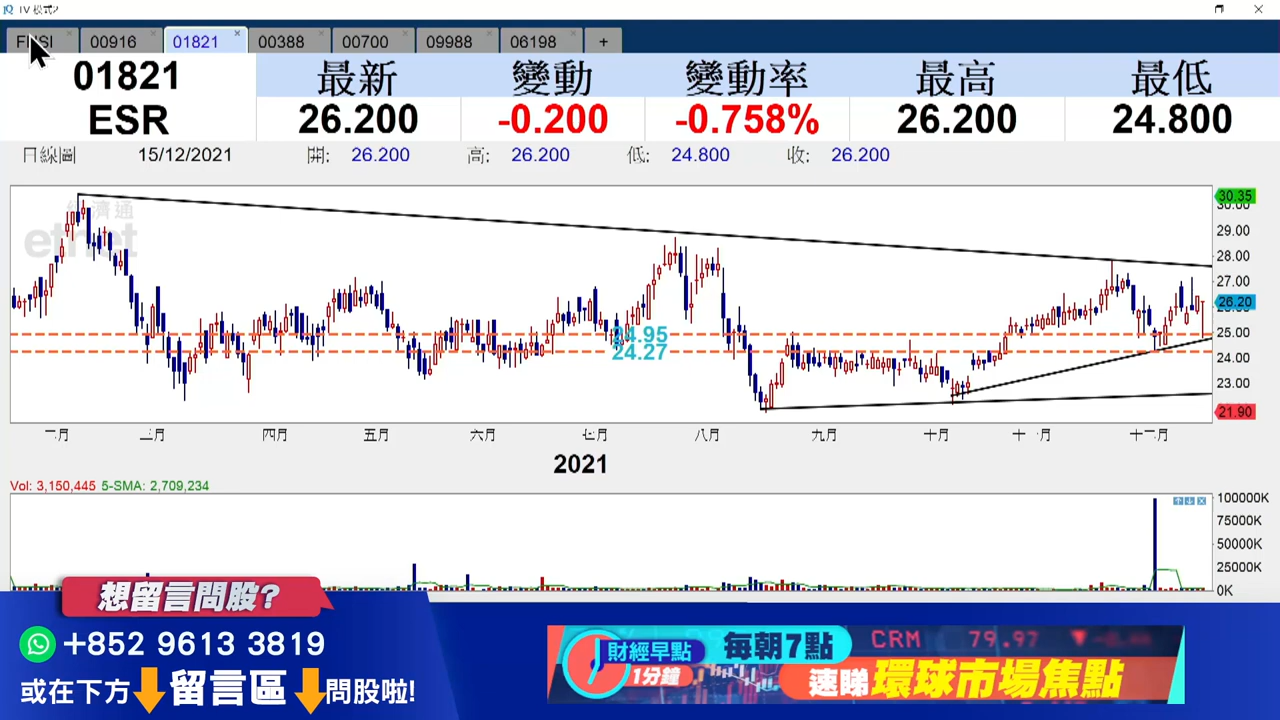 TV 模式2
FHSI 00916 01821 00388 00700 09988 06198 +
01821 最新 變動 變動率 最高 最低
ESR 26.200 -0.200 -0.758% 26.200 24.800
日線圖 15/12/2021 開: 26.200 高: 26.200 低: 24.800 收: 26.200
經濟通
etnet
30.35
30.00
29.00
28.00
27.00
26.20
25.00
24.00
23.00
21.90
24.95
24.27
二月 三月 四月 五月 六月 七月 八月 九月 十月 十一月 十二月
2021
Vol: 3,150,445 5-SMA: 2,709,234
100000K
75000K
50000K
25000K
0K
想留言問股?
+852 9613 3819
或在下方 留言區 問股啦!
財經早點
1分鐘
每朝7點
速睇環球市場焦點
CRM 79.97